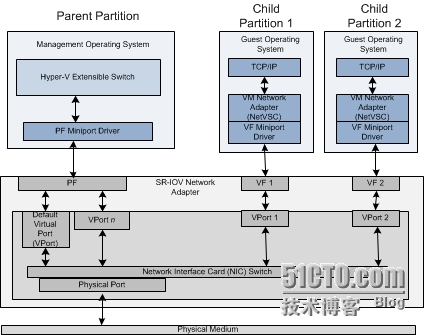 Parent Partition
Child
Partition 1
Child
Partition 2
Management Operating System
Hyper-V Extensible Switch
PF Miniport Driver
Guest Operating
System
TCP/IP
VM Network
Adapter
(NetVSC)
VF Miniport
Driver
Guest Operating
System
TCP/IP
VM Network
Adapter
(NetVSC)
VF Miniport
Driver
PF
SR-IOV Network
Adapter
VF 1
VF 2
Default
Virtual
Port
(VPort)
VPort n
VPort 1
VPort 2
Network Interface Card (NIC) Switch
Physical Port
Physical Medium
51CTO.com
技术博客 Blog